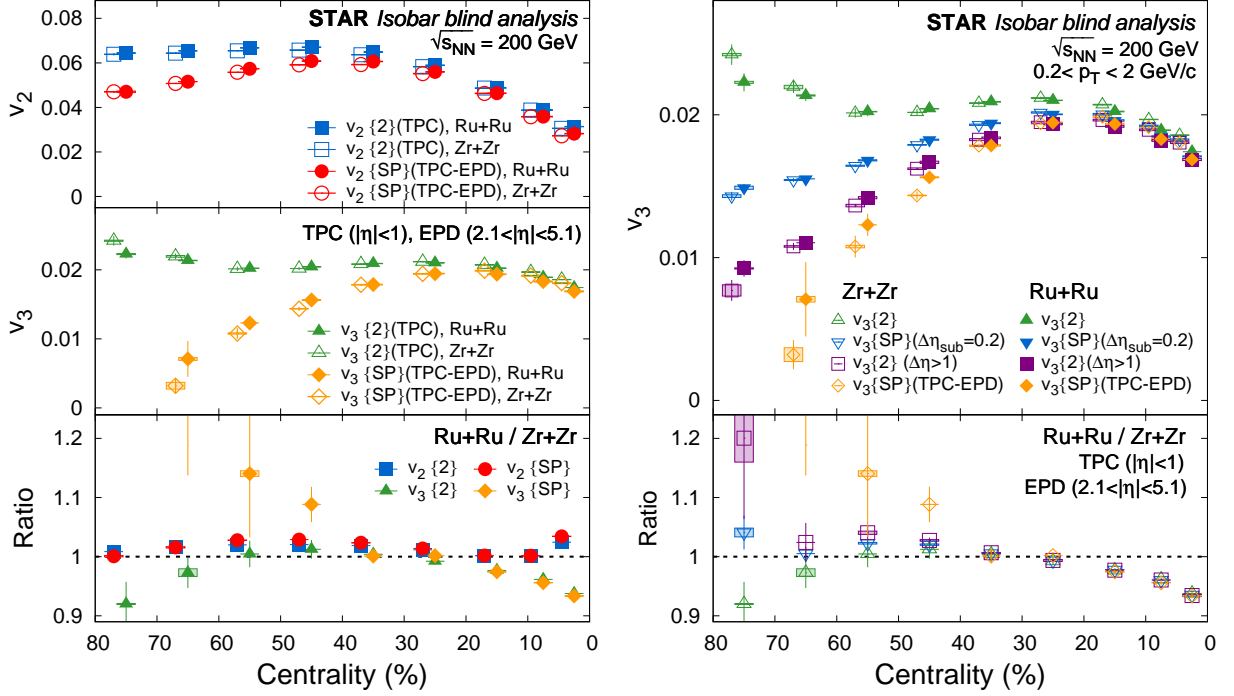 STAR Isobar blind analysis
√sNN = 200 GeV
0.08
0.06
0.04
0.02
0
v2
v2 {2}(TPC), Ru+Ru
v2 {2}(TPC), Zr+Zr
v2 {SP}(TPC-EPD), Ru+Ru
v2 {SP}(TPC-EPD), Zr+Zr
TPC (|η|<1), EPD (2.1<|η|<5.1)
0.02
0.01
0
v3
v3 {2}(TPC), Ru+Ru
v3 {2}(TPC), Zr+Zr
v3 {SP}(TPC-EPD), Ru+Ru
v3 {SP}(TPC-EPD), Zr+Zr
Ru+Ru / Zr+Zr
v2 {2} v2 {SP}
v3 {2} v3 {SP}
1.2
1.1
1
0.9
Ratio
80 70 60 50 40 30 20 10 0
Centrality (%)
STAR Isobar blind analysis
√sNN = 200 GeV
0.2< pT < 2 GeV/c
0.02
0.01
0
v3
Zr+Zr Ru+Ru
v3{2} v3{2}
v3{SP}(Δηsub=0.2) v3{SP}(Δηsub=0.2)
v3{2} (Δη>1) v3{2} (Δη>1)
v3{SP}(TPC-EPD) v3{SP}(TPC-EPD)
Ru+Ru / Zr+Zr
TPC (|η|<1)
EPD (2.1<|η|<5.1)
1.2
1.1
1
0.9
Ratio
80 70 60 50 40 30 20 10 0
Centrality (%)